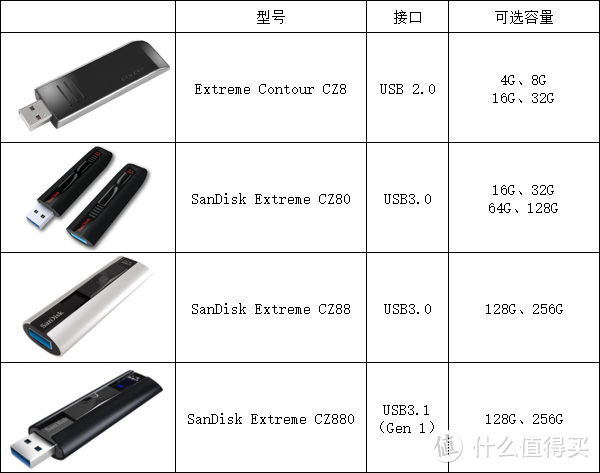 型号 接口 可选容量
Extreme Contour CZ8 USB 2.0 4G、8G
16G、32G
SanDisk Extreme CZ80 USB3.0 16G、32G
64G、128G
SanDisk
SanDisk Extreme CZ88 USB3.0 128G、256G
SanDisk
SanDisk Extreme CZ880 USB3.1
（Gen 1） 128G、256G
值 什么值得买